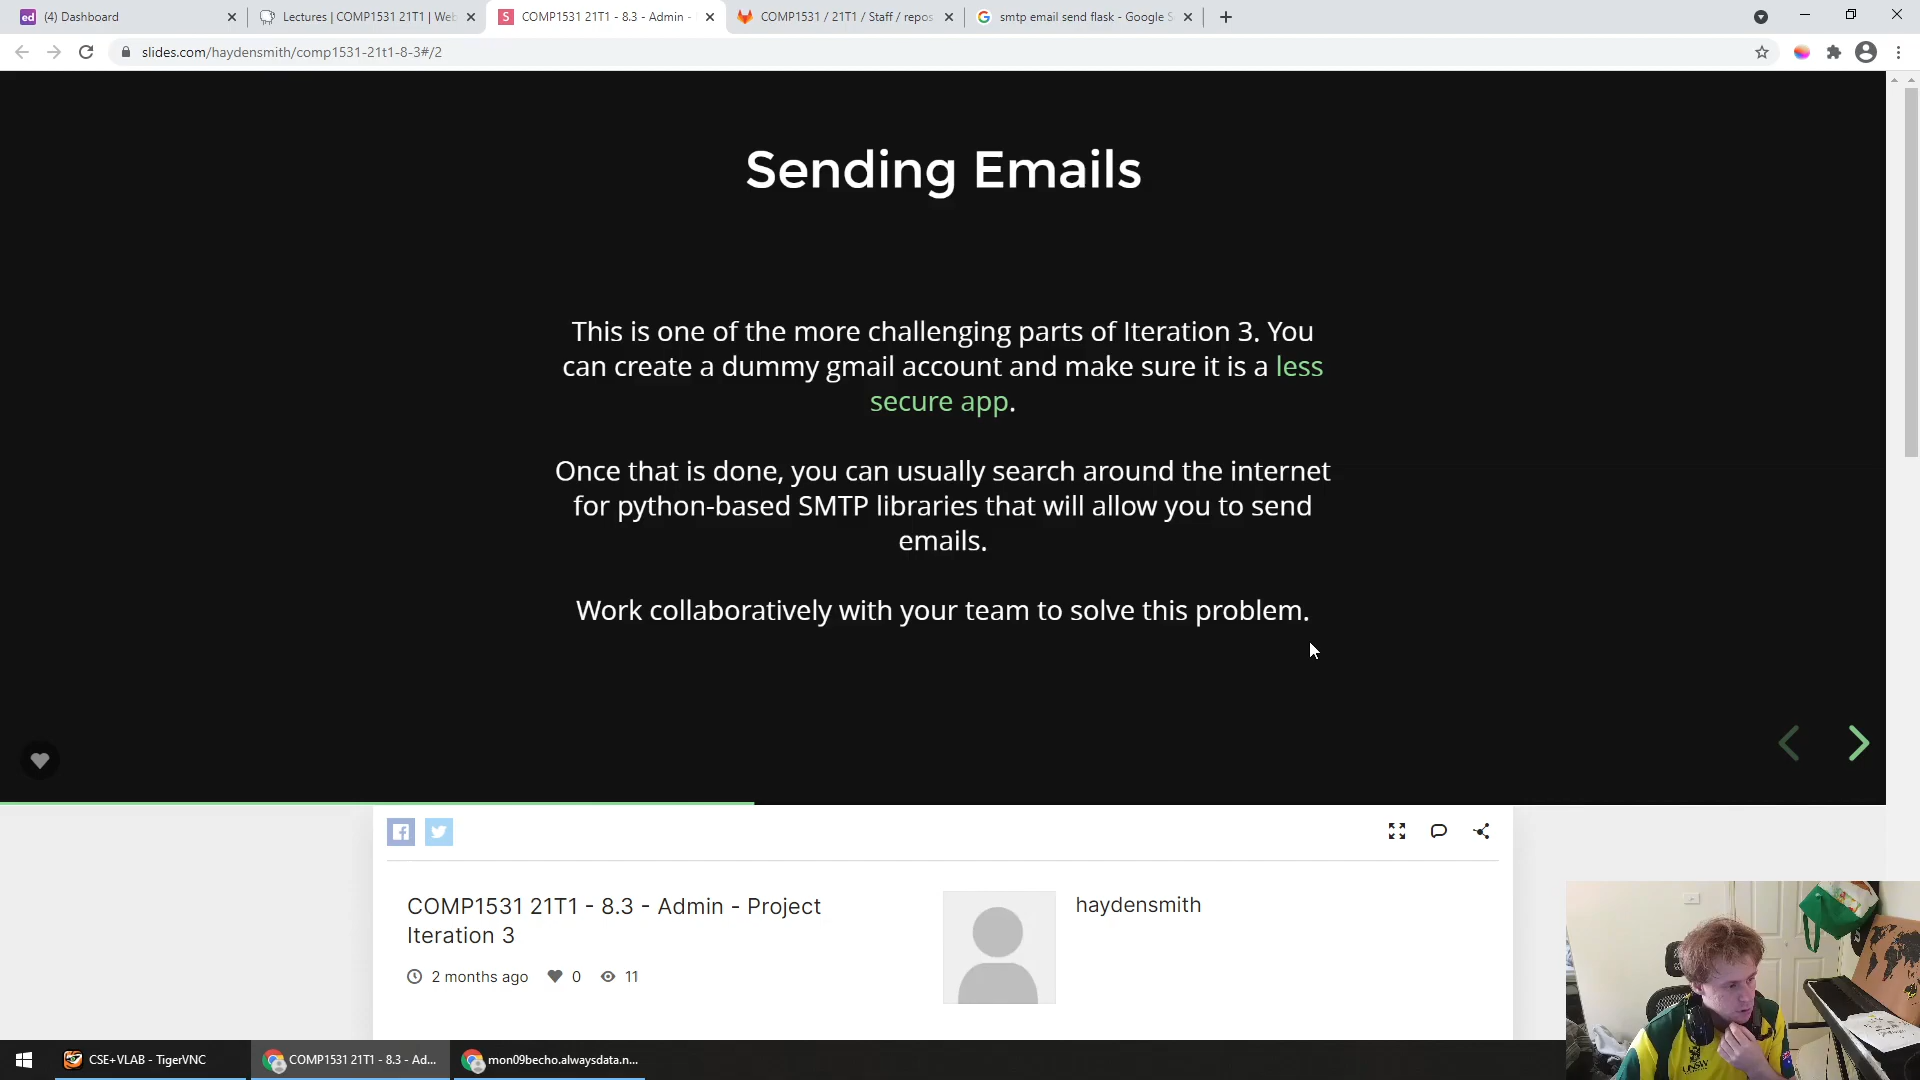 ed (4) Dashboard
Lectures | COMP1531 21T1 | Web
S COMP1531 21T1 - 8.3 - Admin -
COMP1531 / 21T1 / Staff / repos
smtp email send flask - Google S
slides.com/haydensmith/comp1531-21t1-8-3#/2
Sending Emails
This is one of the more challenging parts of Iteration 3. You
can create a dummy gmail account and make sure it is a less
secure app.
Once that is done, you can usually search around the internet
for python-based SMTP libraries that will allow you to send
emails.
Work collaboratively with your team to solve this problem.
COMP1531 21T1 - 8.3 - Admin - Project
Iteration 3
2 months ago 0 11
haydensmith
UNSW
CSE+VLAB - TigerVNC
COMP1531 21T1 - 8.3 - Ad...
mon09becho.alwaysdata.n...